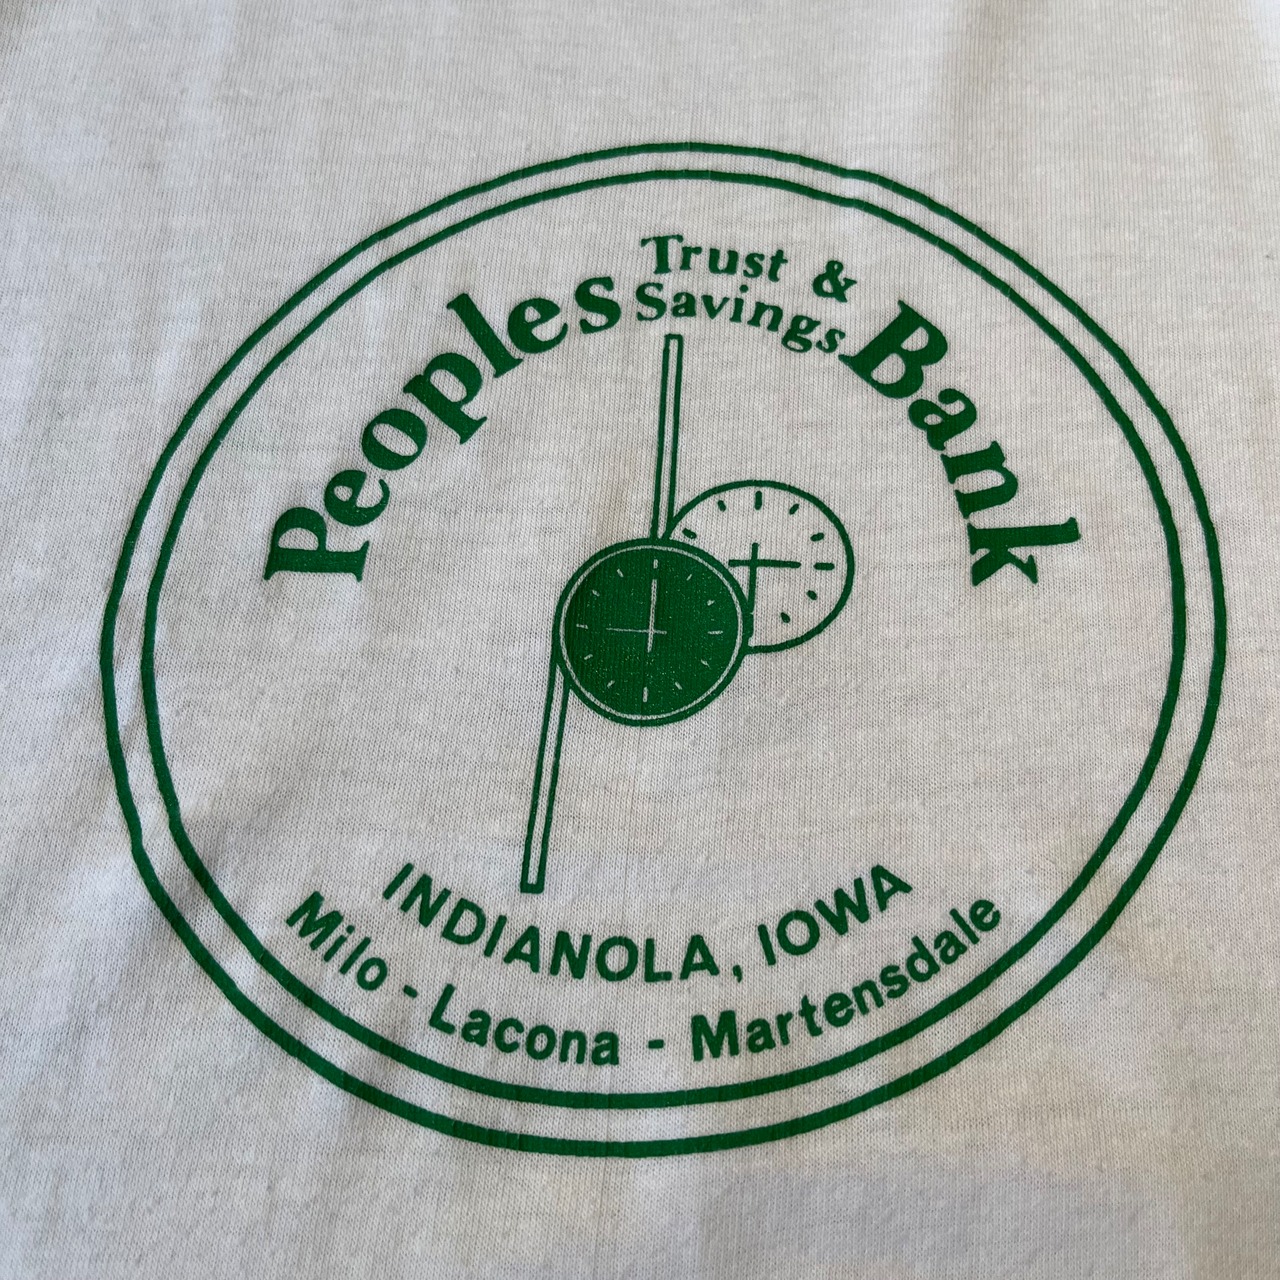 Peoples Trust & Savings Bank
INDIANOLA, IOWA
Milo - Lacona - Martensdale